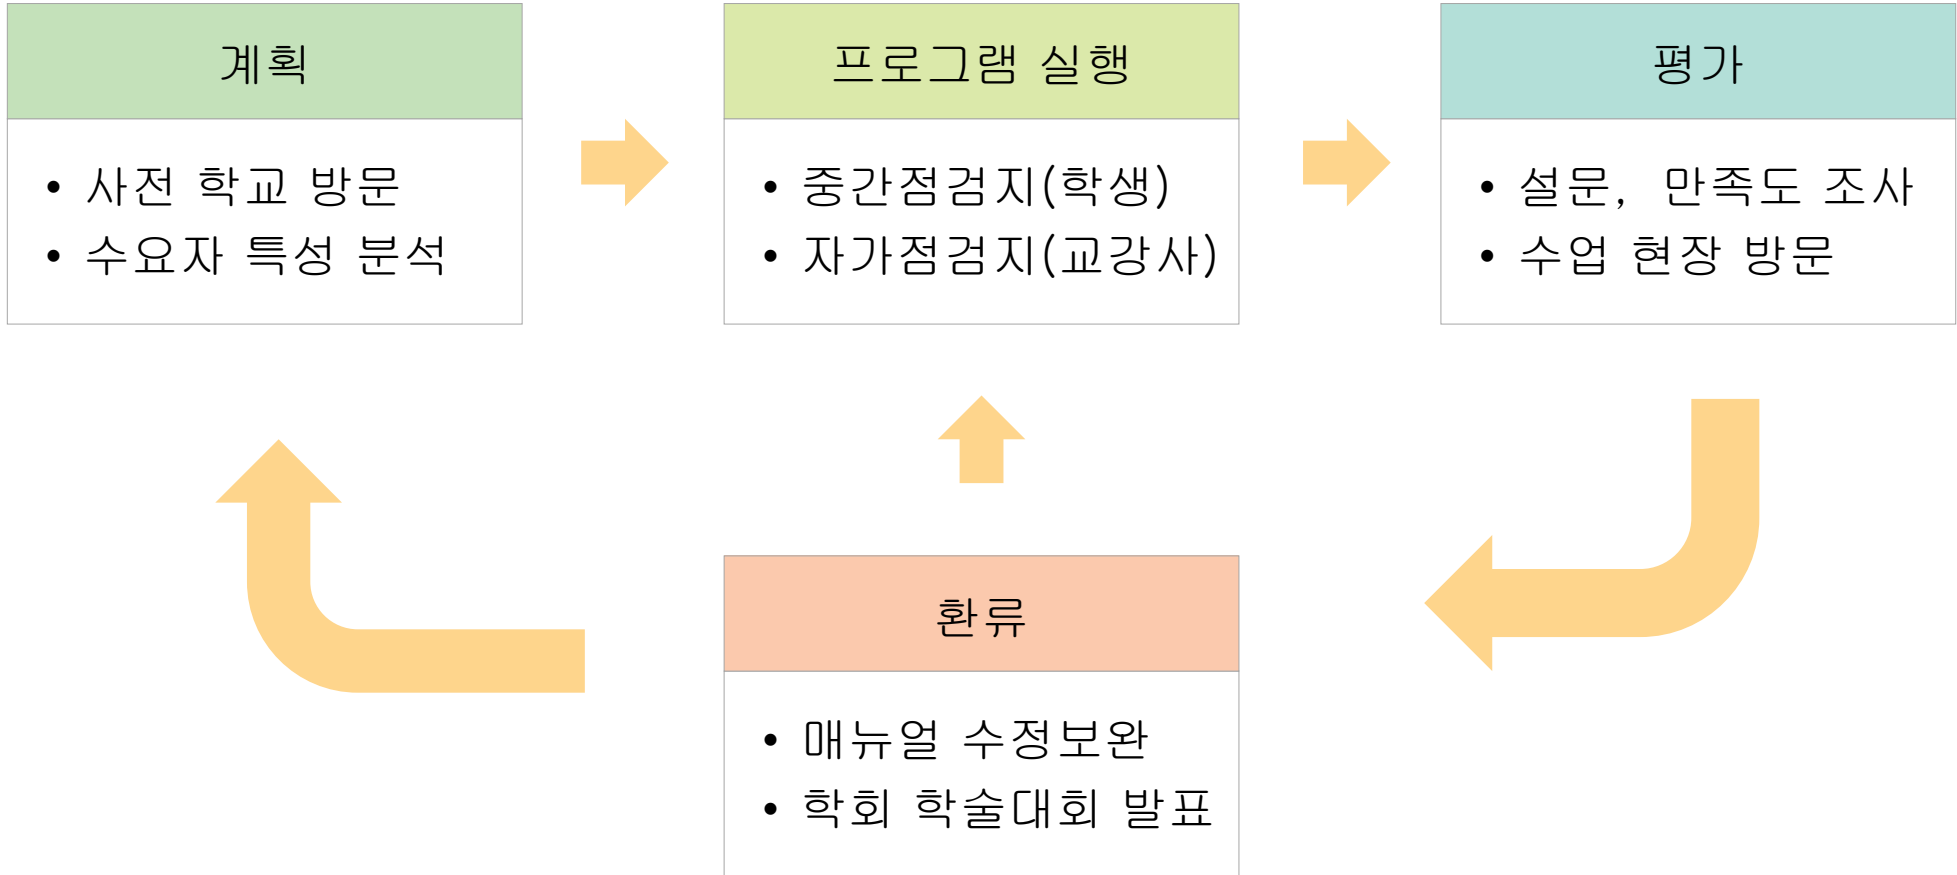 계획
• 사전 학교 방문
• 수요자 특성 분석
프로그램 실행
• 중간점검지(학생)
• 자가점검지(교강사)
평가
• 설문, 만족도 조사
• 수업 현장 방문
환류
• 매뉴얼 수정보완
• 학회 학술대회 발표